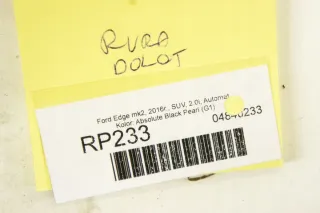 RURA
DOLOT
Ford Edge mk2, 2016r., SUV, 2.0i, Automat
Kolor: Absolute Black Pearl (G1)
RP233
04840233